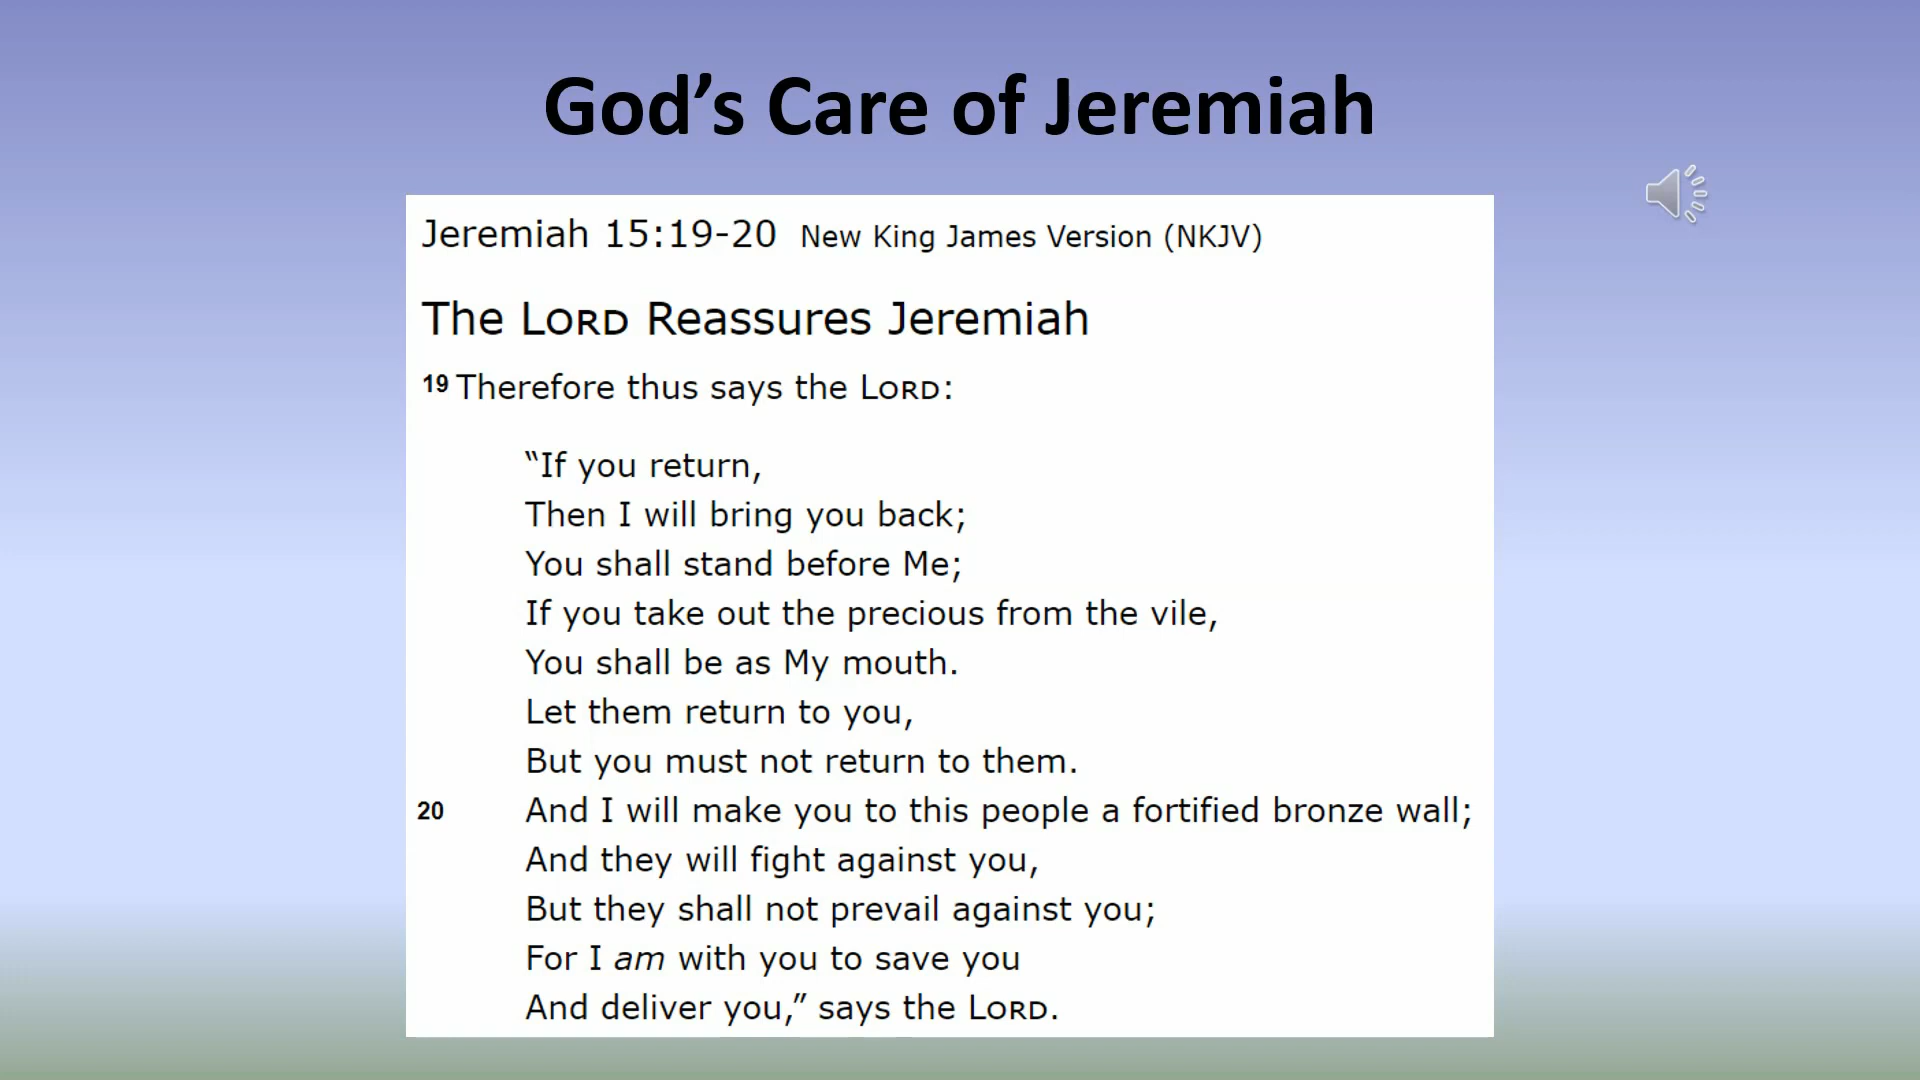 God’s Care of Jeremiah
Jeremiah 15:19-20 New King James Version (NKJV)
The LORD Reassures Jeremiah
19 Therefore thus says the LORD:
“If you return,
Then I will bring you back;
You shall stand before Me;
If you take out the precious from the vile,
You shall be as My mouth.
Let them return to you,
But you must not return to them.
20 And I will make you to this people a fortified bronze wall;
And they will fight against you,
But they shall not prevail against you;
For I am with you to save you
And deliver you,” says the LORD.